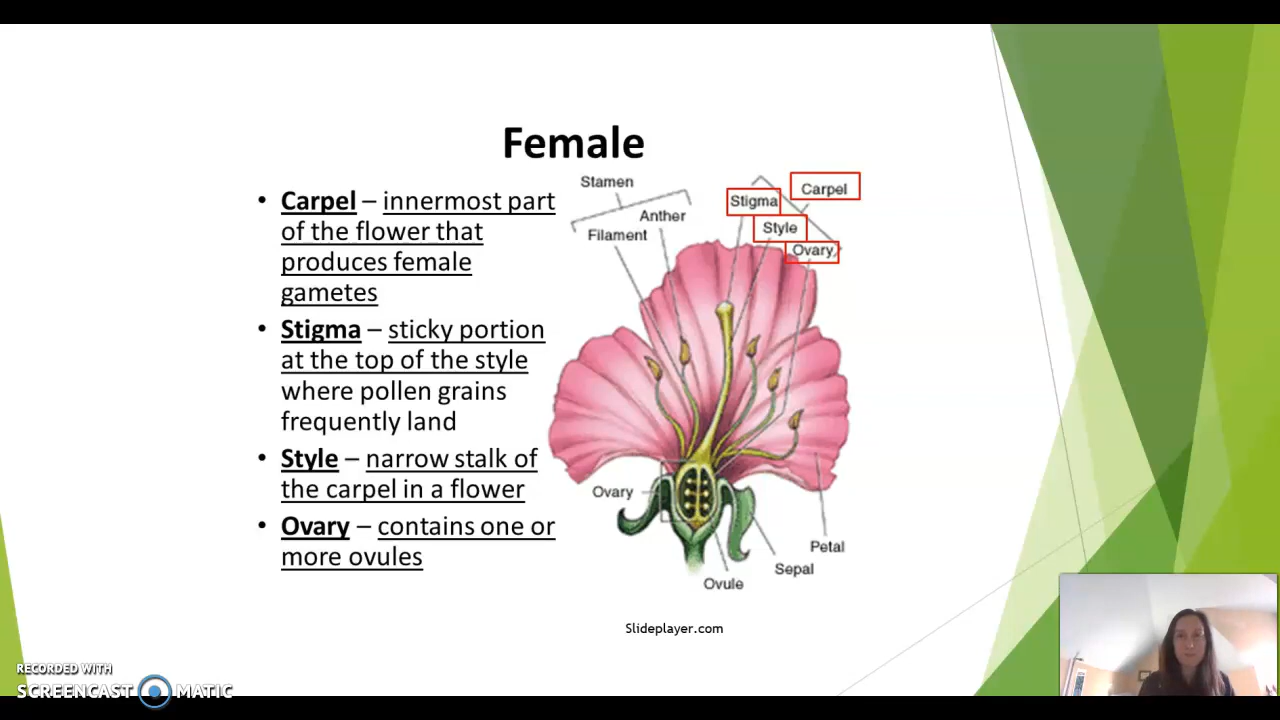 Female
• Carpel – innermost part
of the flower that
produces female
gametes
• Stigma – sticky portion
at the top of the style
where pollen grains
frequently land
• Style – narrow stalk of
the carpel in a flower
• Ovary – contains one or
more ovules
Stamen
Anther
Filament
Carpel
Stigma
Style
Ovary
Ovary
Petal
Sepal
Ovule
Slideplayer.com
RECORDED WITH
SCREENCAST MATIC